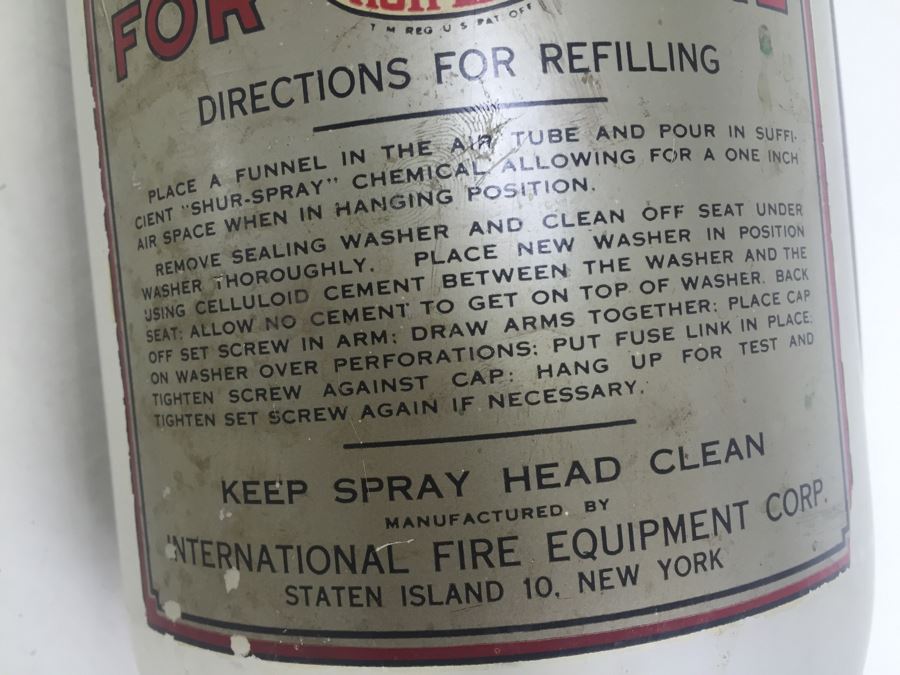 FOR
T M REG U S PAT OFF
DIRECTIONS FOR REFILLING
PLACE A FUNNEL IN THE AIR TUBE AND POUR IN SUFFI-
CIENT "SHUR-SPRAY" CHEMICAL ALLOWING FOR A ONE INCH
AIR SPACE WHEN IN HANGING POSITION.
REMOVE SEALING WASHER AND CLEAN OFF SEAT UNDER
WASHER THOROUGHLY. PLACE NEW WASHER IN POSITION
USING CELLULOID CEMENT BETWEEN THE WASHER AND THE
SEAT: ALLOW NO CEMENT TO GET ON TOP OF WASHER. BACK
OFF SET SCREW IN ARM; DRAW ARMS TOGETHER; PLACE CAP
ON WASHER OVER PERFORATIONS; PUT FUSE LINK IN PLACE;
TIGHTEN SCREW AGAINST CAP; HANG UP FOR TEST AND
TIGHTEN SET SCREW AGAIN IF NECESSARY.
KEEP SPRAY HEAD CLEAN
MANUFACTURED BY
INTERNATIONAL FIRE EQUIPMENT CORP.
STATEN ISLAND 10, NEW YORK